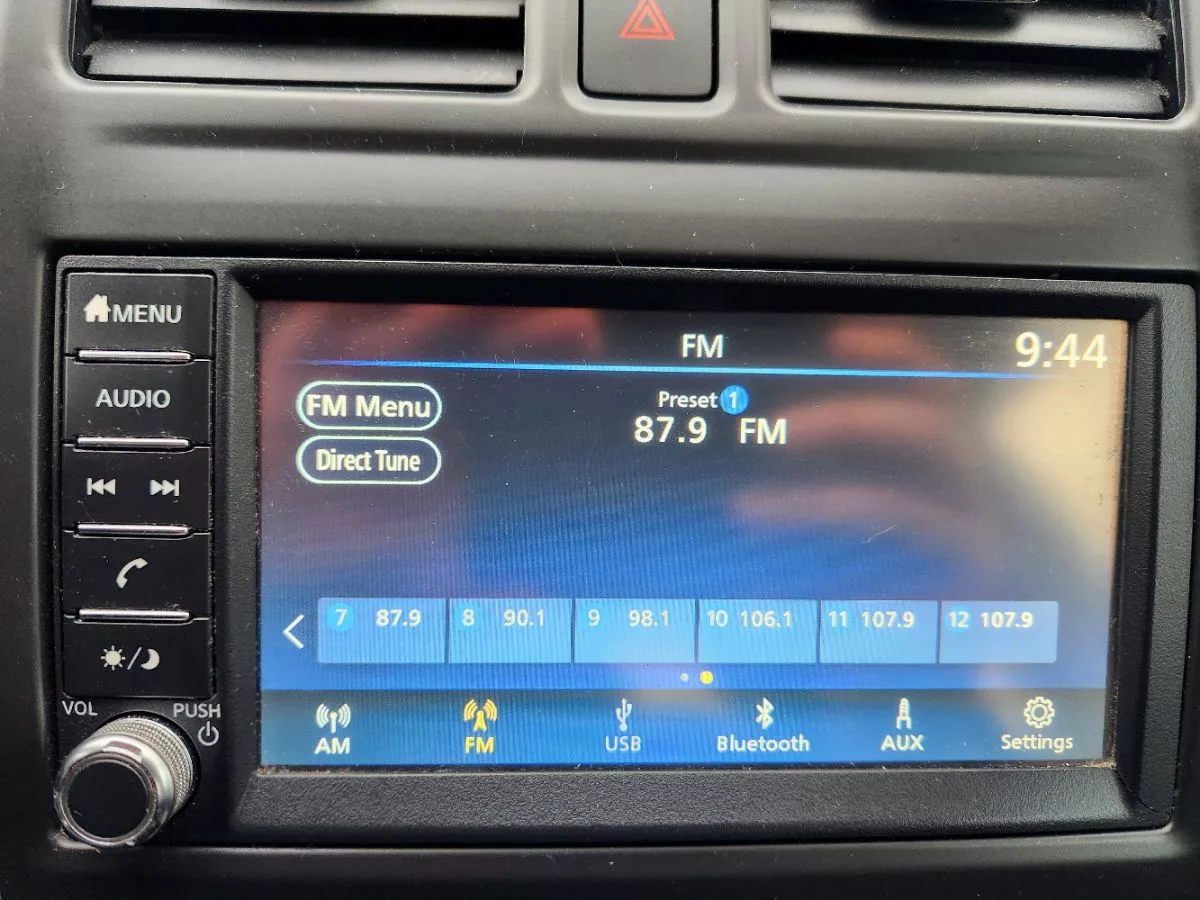 MENU
AUDIO
VOL
PUSH
FM
9:44
FM Menu
Direct Tune
Preset 1
87.9 FM
7 87.9 8 90.1 9 98.1 10 106.1 11 107.9 12 107.9
AM FM USB Bluetooth AUX Settings